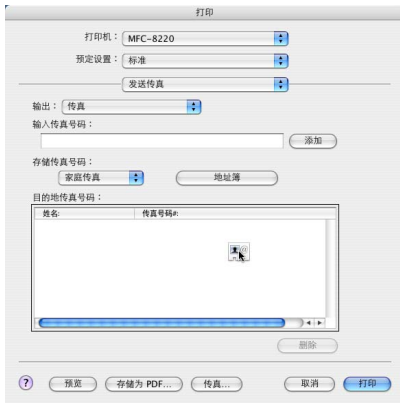 打印
打印机： MFC-8220
预定设置： 标准
发送传真
输出： 传真
输入传真号码：
添加
存储传真号码：
家庭传真 地址薄
目的地传真号码：
姓名: 传真号码#:
删除
? 预览 存储为 PDF... 传真... 取消 打印